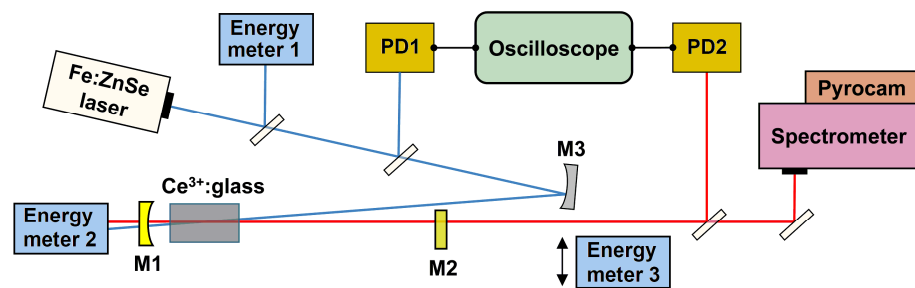 Energy
meter 1
PD1
Oscilloscope
PD2
Fe:ZnSe
laser
Pyrocam
Spectrometer
M3
Ce³⁺:glass
Energy
meter 2
M1
M2
Energy
meter 3